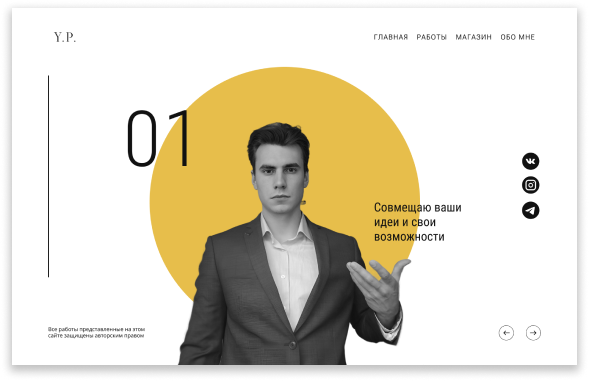 Y.P.
ГЛАВНАЯ РАБОТЫ МАГАЗИН ОБО МНЕ
01
Совмещаю ваши
идеи и свои
возможности
Все работы представленные на этом
сайте защищены авторским правом